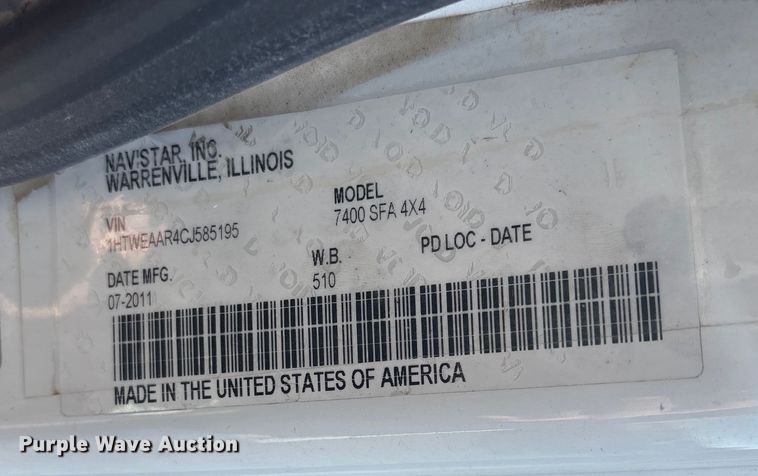 NAVISTAR, INC.
WARRENVILLE, ILLINOIS
VIN
1HTWEAAR4CJ585195
MODEL
7400 SFA 4X4
DATE MFG.
07-2011
W.B.
510
PD LOC - DATE
MADE IN THE UNITED STATES OF AMERICA
Purple Wave Auction